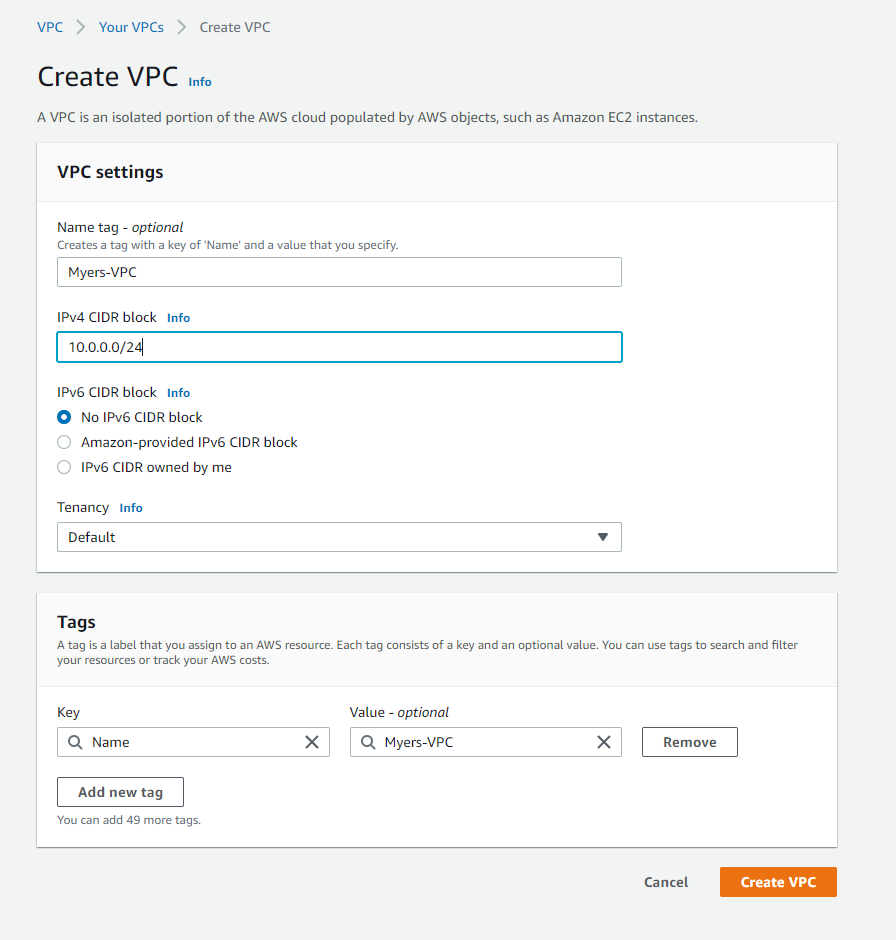 VPC > Your VPCs > Create VPC
Create VPC Info
A VPC is an isolated portion of the AWS cloud populated by AWS objects, such as Amazon EC2 instances.
VPC settings
Name tag - optional
Creates a tag with a key of 'Name' and a value that you specify.
Myers-VPC
IPv4 CIDR block Info
10.0.0.0/24
IPv6 CIDR block Info
No IPv6 CIDR block
Amazon-provided IPv6 CIDR block
IPv6 CIDR owned by me
Tenancy Info
Default
Tags
A tag is a label that you assign to an AWS resource. Each tag consists of a key and an optional value. You can use tags to search and filter
your resources or track your AWS costs.
Key Value - optional
Name Myers-VPC Remove
Add new tag
You can add 49 more tags.
Cancel Create VPC